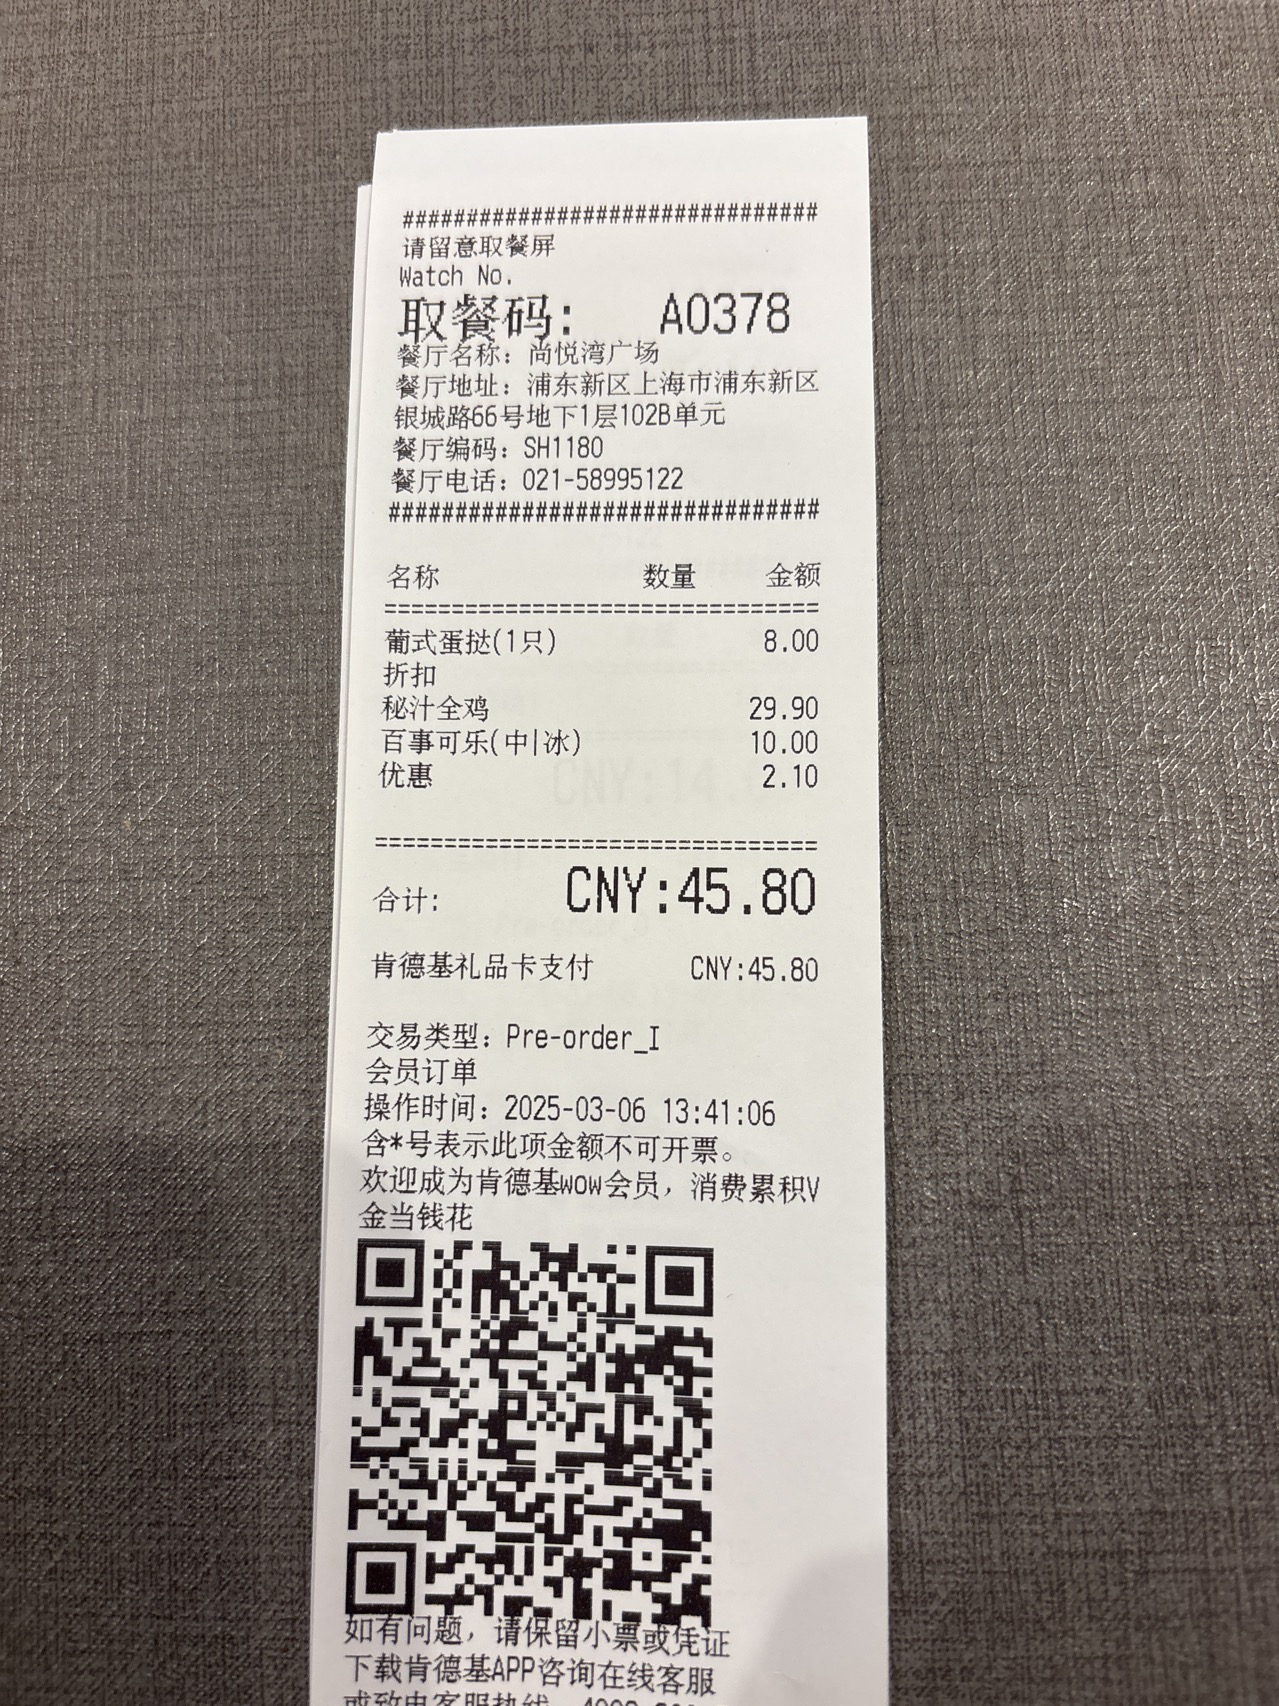 ################################
请留意取餐屏
Watch No.
取餐码： A0378
餐厅名称：尚悦湾广场
餐厅地址：浦东新区上海市浦东新区
银城路66号地下1层102B单元
餐厅编码：SH1180
餐厅电话：021-58995122
################################
名称 数量 金额
================================
葡式蛋挞(1只) 8.00
折扣
秘汁全鸡 29.90
百事可乐(中|冰) 10.00
优惠 2.10
================================
合计: CNY:45.80
肯德基礼品卡支付 CNY:45.80
交易类型：Pre-order_I
会员订单
操作时间：2025-03-06 13:41:06
含*号表示此项金额不可开票。
欢迎成为肯德基wow会员，消费累积V
金当钱花
如有问题，请保留小票或凭证
下载肯德基APP咨询在线客服
或致电客服热线